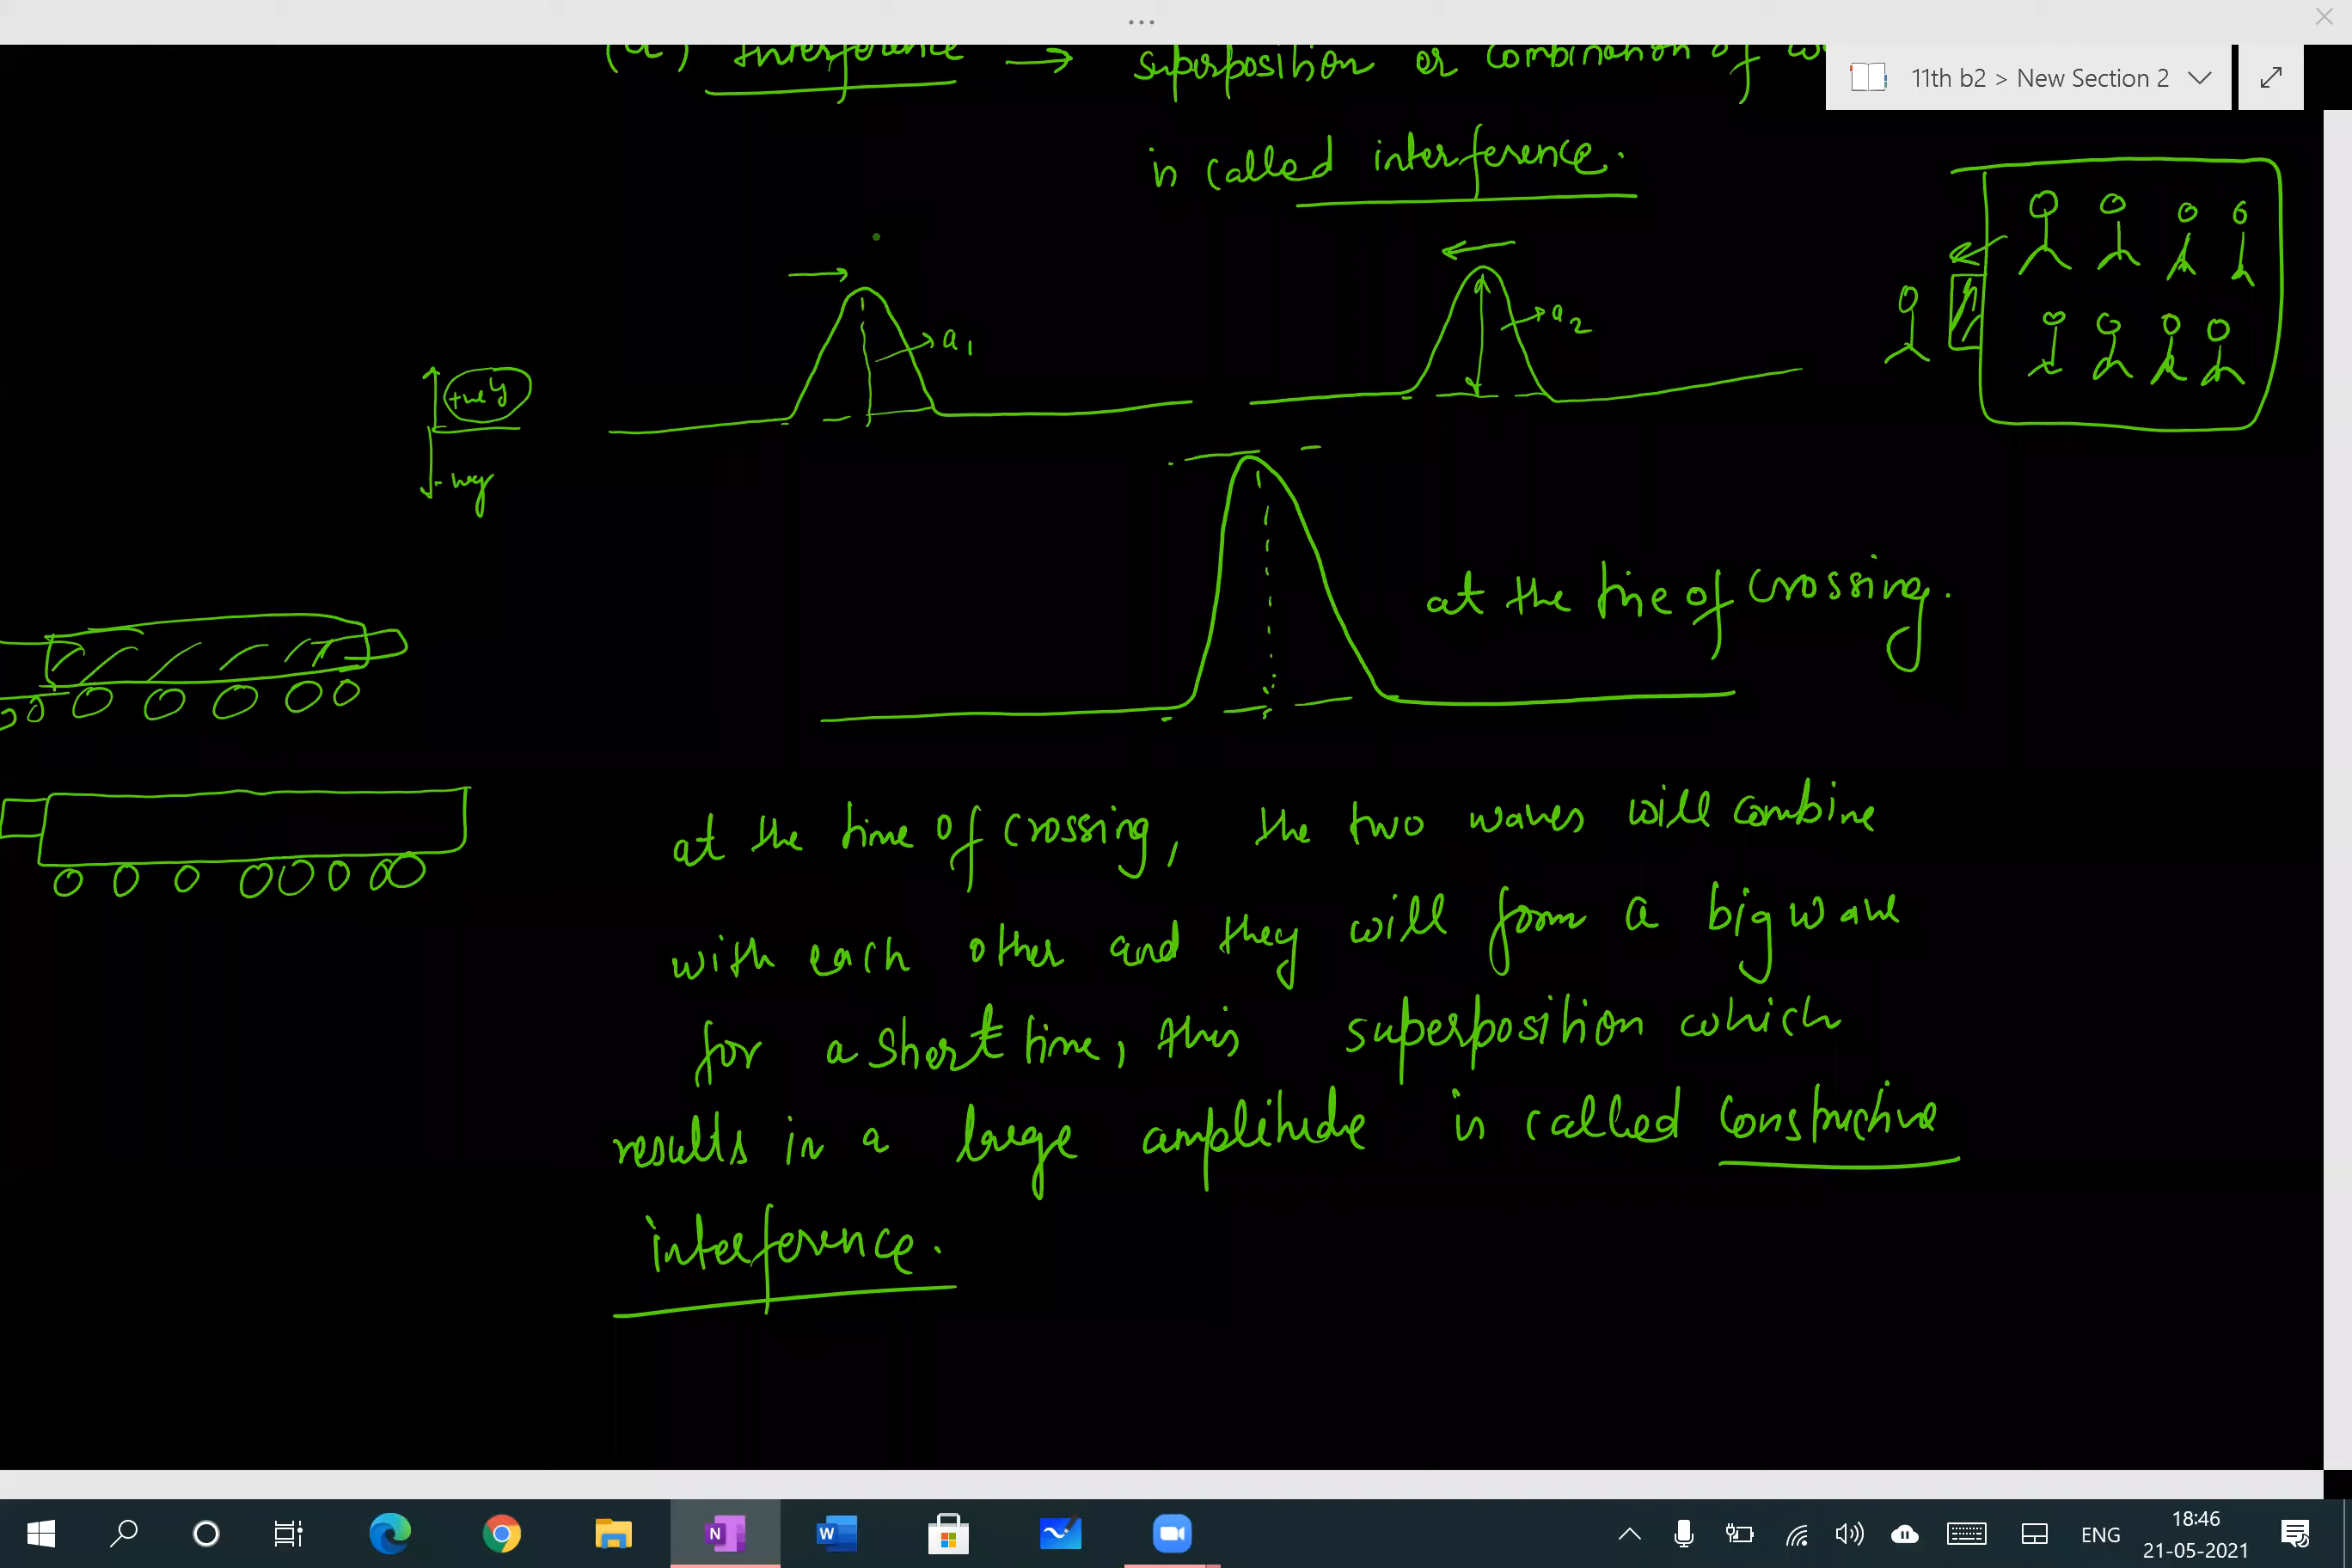 ...
(a) Interference → superposition or combination of
11th b2 > New Section 2
is called interference.
a1
a2
+ve y
-ve y
at the time of crossing.
at the time of crossing, the two waves will combine
with each other and they will form a big wave
for a short time, this superposition which
results in a large amplitude is called constructive
interference.
ENG
18:46
21-05-2021